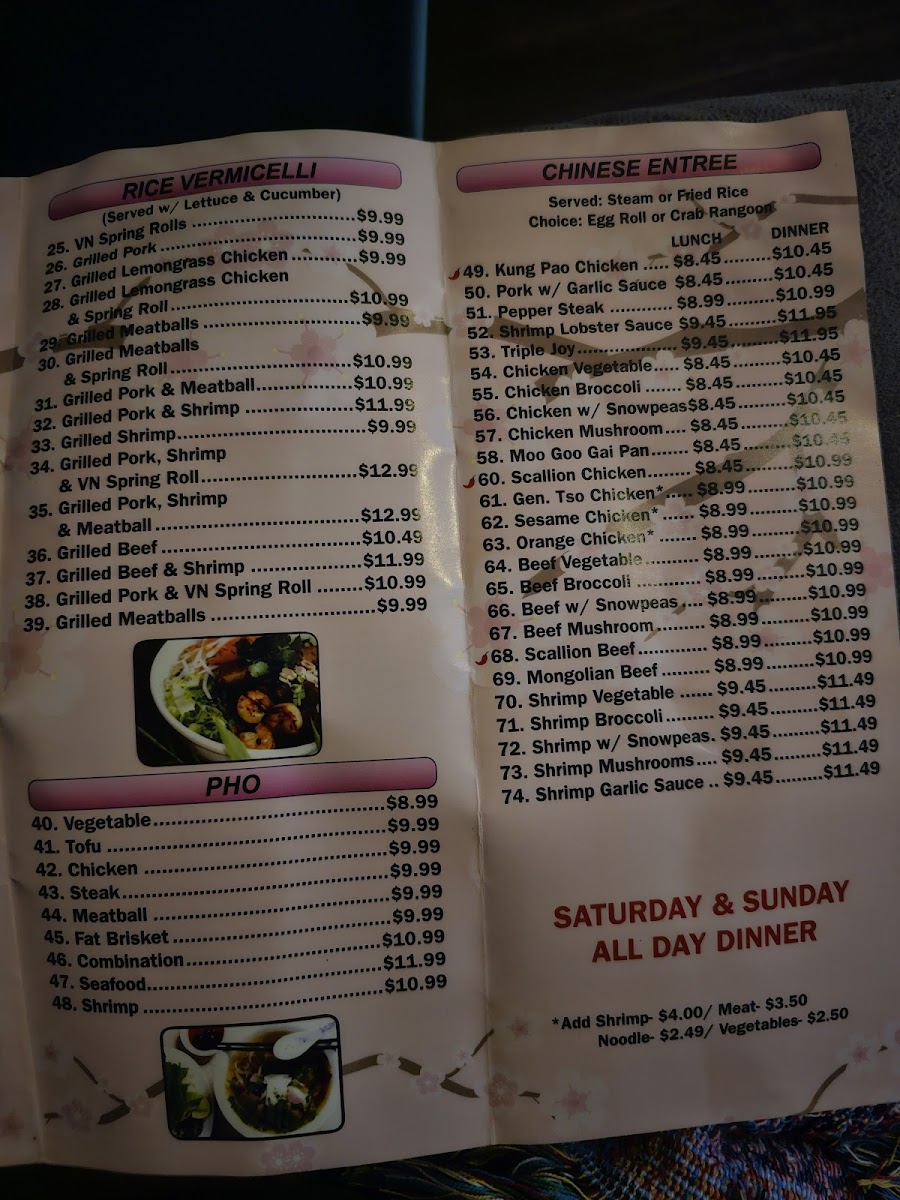 RICE VERMICELLI
(Served w/ Lettuce & Cucumber)
25. VN Spring Rolls ........ $9.99
26. Grilled Pork ........ $9.99
27. Grilled Lemongrass Chicken ........ $9.99
28. Grilled Lemongrass Chicken
& Spring Roll ........ $10.99
29. Grilled Meatballs ........ $9.99
30. Grilled Meatballs
& Spring Roll ........ $10.99
31. Grilled Pork & Meatball ........ $10.99
32. Grilled Pork & Shrimp ........ $11.99
33. Grilled Shrimp ........ $9.99
34. Grilled Pork, Shrimp
& VN Spring Roll ........ $12.99
35. Grilled Pork, Shrimp
& Meatball ........ $12.99
36. Grilled Beef ........ $10.49
37. Grilled Beef & Shrimp ........ $11.99
38. Grilled Pork & VN Spring Roll ........ $10.99
39. Grilled Meatballs ........ $9.99
PHO
40. Vegetable ........ $8.99
41. Tofu ........ $9.99
42. Chicken ........ $9.99
43. Steak ........ $9.99
44. Meatball ........ $9.99
45. Fat Brisket ........ $9.99
46. Combination ........ $10.99
47. Seafood ........ $11.99
48. Shrimp ........ $10.99
CHINESE ENTREE
Served: Steam or Fried Rice
Choice: Egg Roll or Crab Rangoon
LUNCH DINNER
49. Kung Pao Chicken ..... $8.45 ........ $10.45
50. Pork w/ Garlic Sauce $8.45 ........ $10.45
51. Pepper Steak ........ $8.99 ........ $10.99
52. Shrimp Lobster Sauce $9.45 ........ $11.95
53. Triple Joy ........ $9.45 ........ $11.95
54. Chicken Vegetable ..... $8.45 ........ $10.45
55. Chicken Broccoli ....... $8.45 ........ $10.45
56. Chicken w/ Snowpeas $8.45 ........ $10.45
57. Chicken Mushroom .... $8.45 ........ $10.45
58. Moo Goo Gai Pan ....... $8.45 ........ $10.45
60. Scallion Chicken ........ $8.45 ........ $10.99
61. Gen. Tso Chicken* ..... $8.99 ........ $10.99
62. Sesame Chicken* ...... $8.99 ........ $10.99
63. Orange Chicken* ...... $8.99 ........ $10.99
64. Beef Vegetable ........ $8.99 ........ $10.99
65. Beef Broccoli ........ $8.99 ........ $10.99
66. Beef w/ Snowpeas .... $8.99 ........ $10.99
67. Beef Mushroom ........ $8.99 ........ $10.99
68. Scallion Beef ........ $8.99 ........ $10.99
69. Mongolian Beef ........ $8.99 ........ $10.99
70. Shrimp Vegetable ...... $9.45 ........ $11.49
71. Shrimp Broccoli ........ $9.45 ........ $11.49
72. Shrimp w/ Snowpeas. $9.45 ........ $11.49
73. Shrimp Mushrooms .... $9.45 ........ $11.49
74. Shrimp Garlic Sauce .. $9.45 ........ $11.49
SATURDAY & SUNDAY
ALL DAY DINNER
*Add Shrimp- $4.00/ Meat- $3.50
Noodle- $2.49/ Vegetables- $2.50